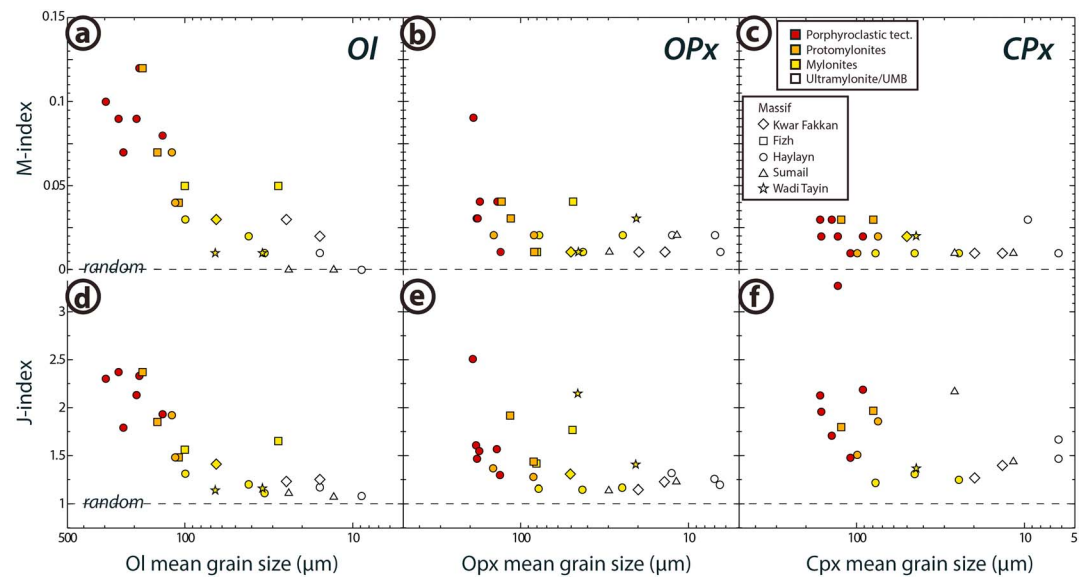 0.15
0.1
0.05
0
M-index
a
Ol
random
b
OPx
c
CPx
Porphyroclastic tect.
Protomylonites
Mylonites
Ultramylonite/UMB
Massif
Kwar Fakkan
Fizh
Haylayn
Sumail
Wadi Tayin
3
2.5
2
1.5
1
J-index
d
random
e
f
500
100
10
100
10
100
10
5
Ol mean grain size (μm)
Opx mean grain size (μm)
Cpx mean grain size (μm)